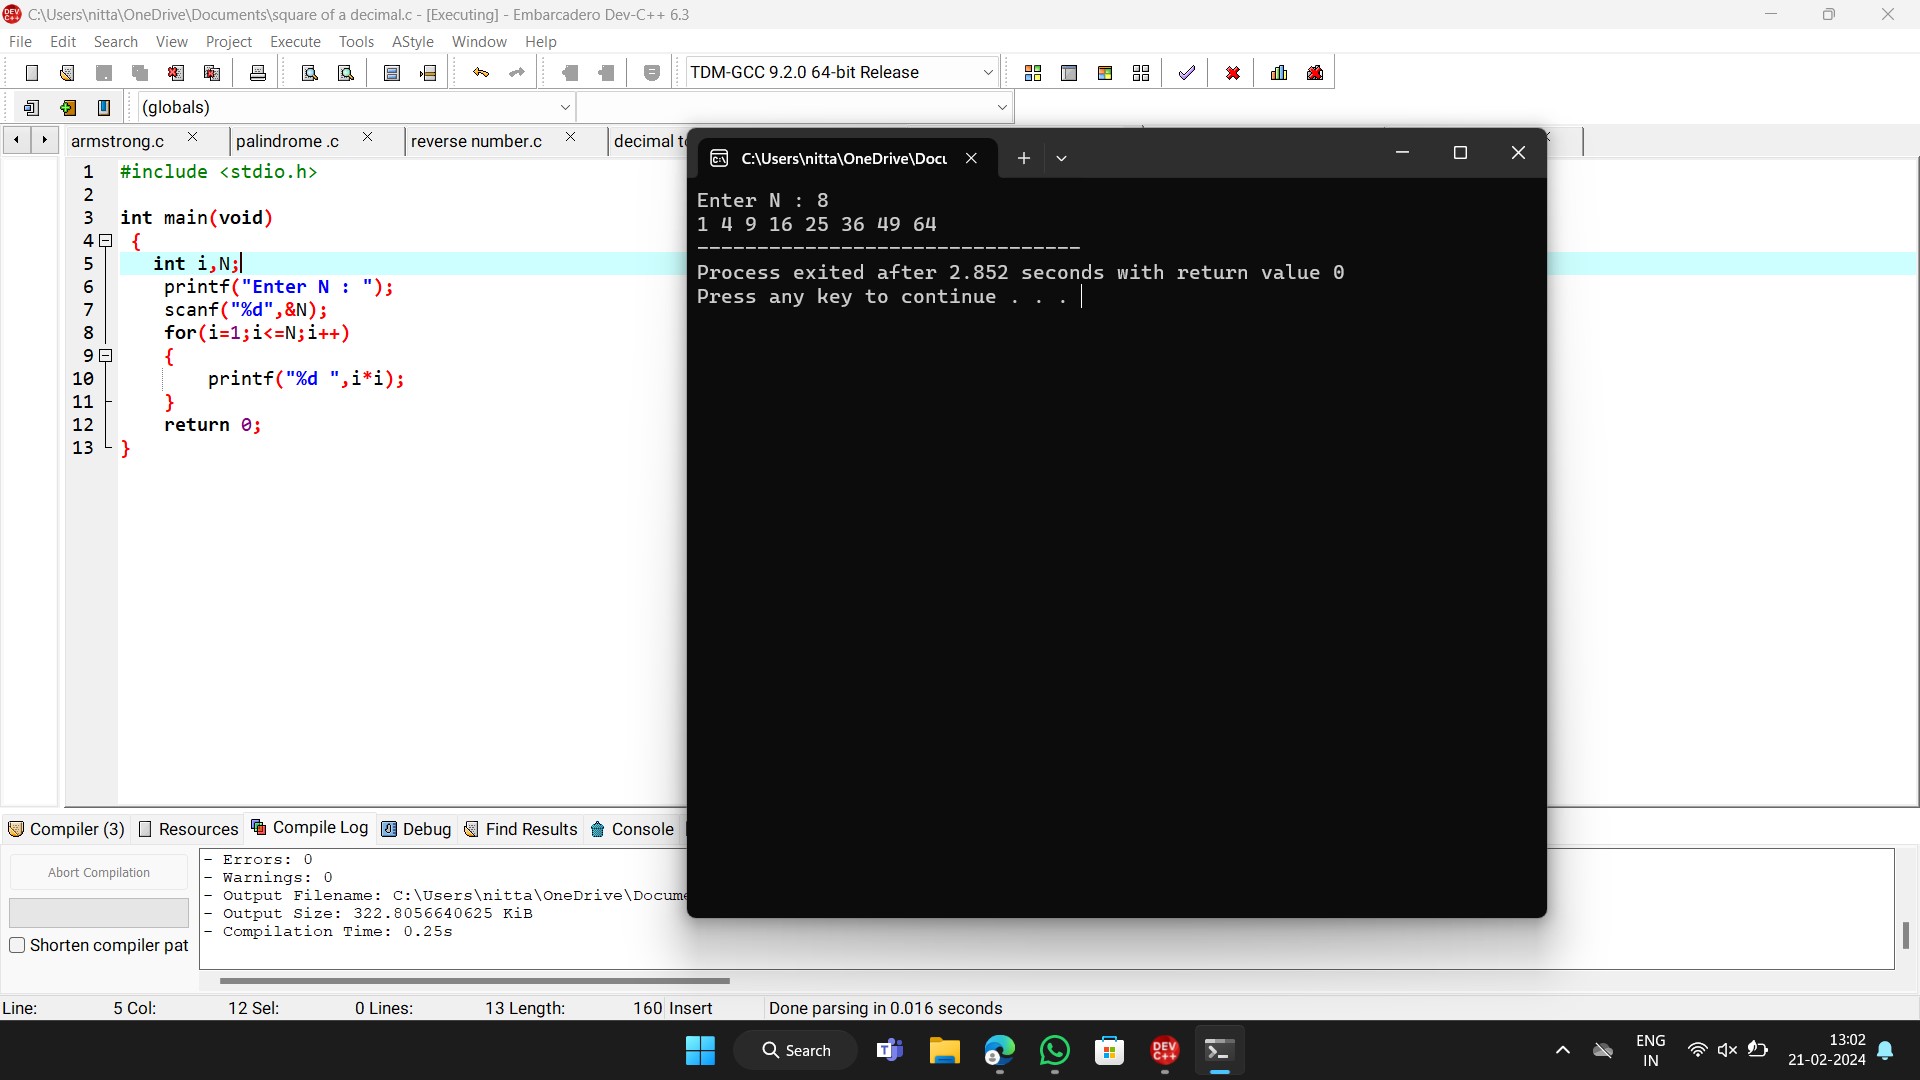 C:\Users\nitta\OneDrive\Documents\square of a decimal.c - [Executing] - Embarcadero Dev-C++ 6.3
File Edit Search View Project Execute Tools AStyle Window Help
TDM-GCC 9.2.0 64-bit Release
(globals)
armstrong.c palindrome .c reverse number.c decimal
1 #include <stdio.h>
2
3 int main(void)
4 {
5 int i,N;
6 printf("Enter N : ");
7 scanf("%d",&N);
8 for(i=1;i<=N;i++)
9 {
10 printf("%d ",i*i);
11 }
12 return 0;
13 }
C:\Users\nitta\OneDrive\Docu
Enter N : 8
1 4 9 16 25 36 49 64
--------------------------------
Process exited after 2.852 seconds with return value 0
Press any key to continue . . .
Compiler (3) Resources Compile Log Debug Find Results Console
Abort Compilation
Shorten compiler pat
- Errors: 0
- Warnings: 0
- Output Filename: C:\Users\nitta\OneDrive\Docume
- Output Size: 322.8056640625 KiB
- Compilation Time: 0.25s
Line: 5 Col: 12 Sel: 0 Lines: 13 Length: 160 Insert Done parsing in 0.016 seconds
Search
DEV C++
ENG
IN
13:02
21-02-2024